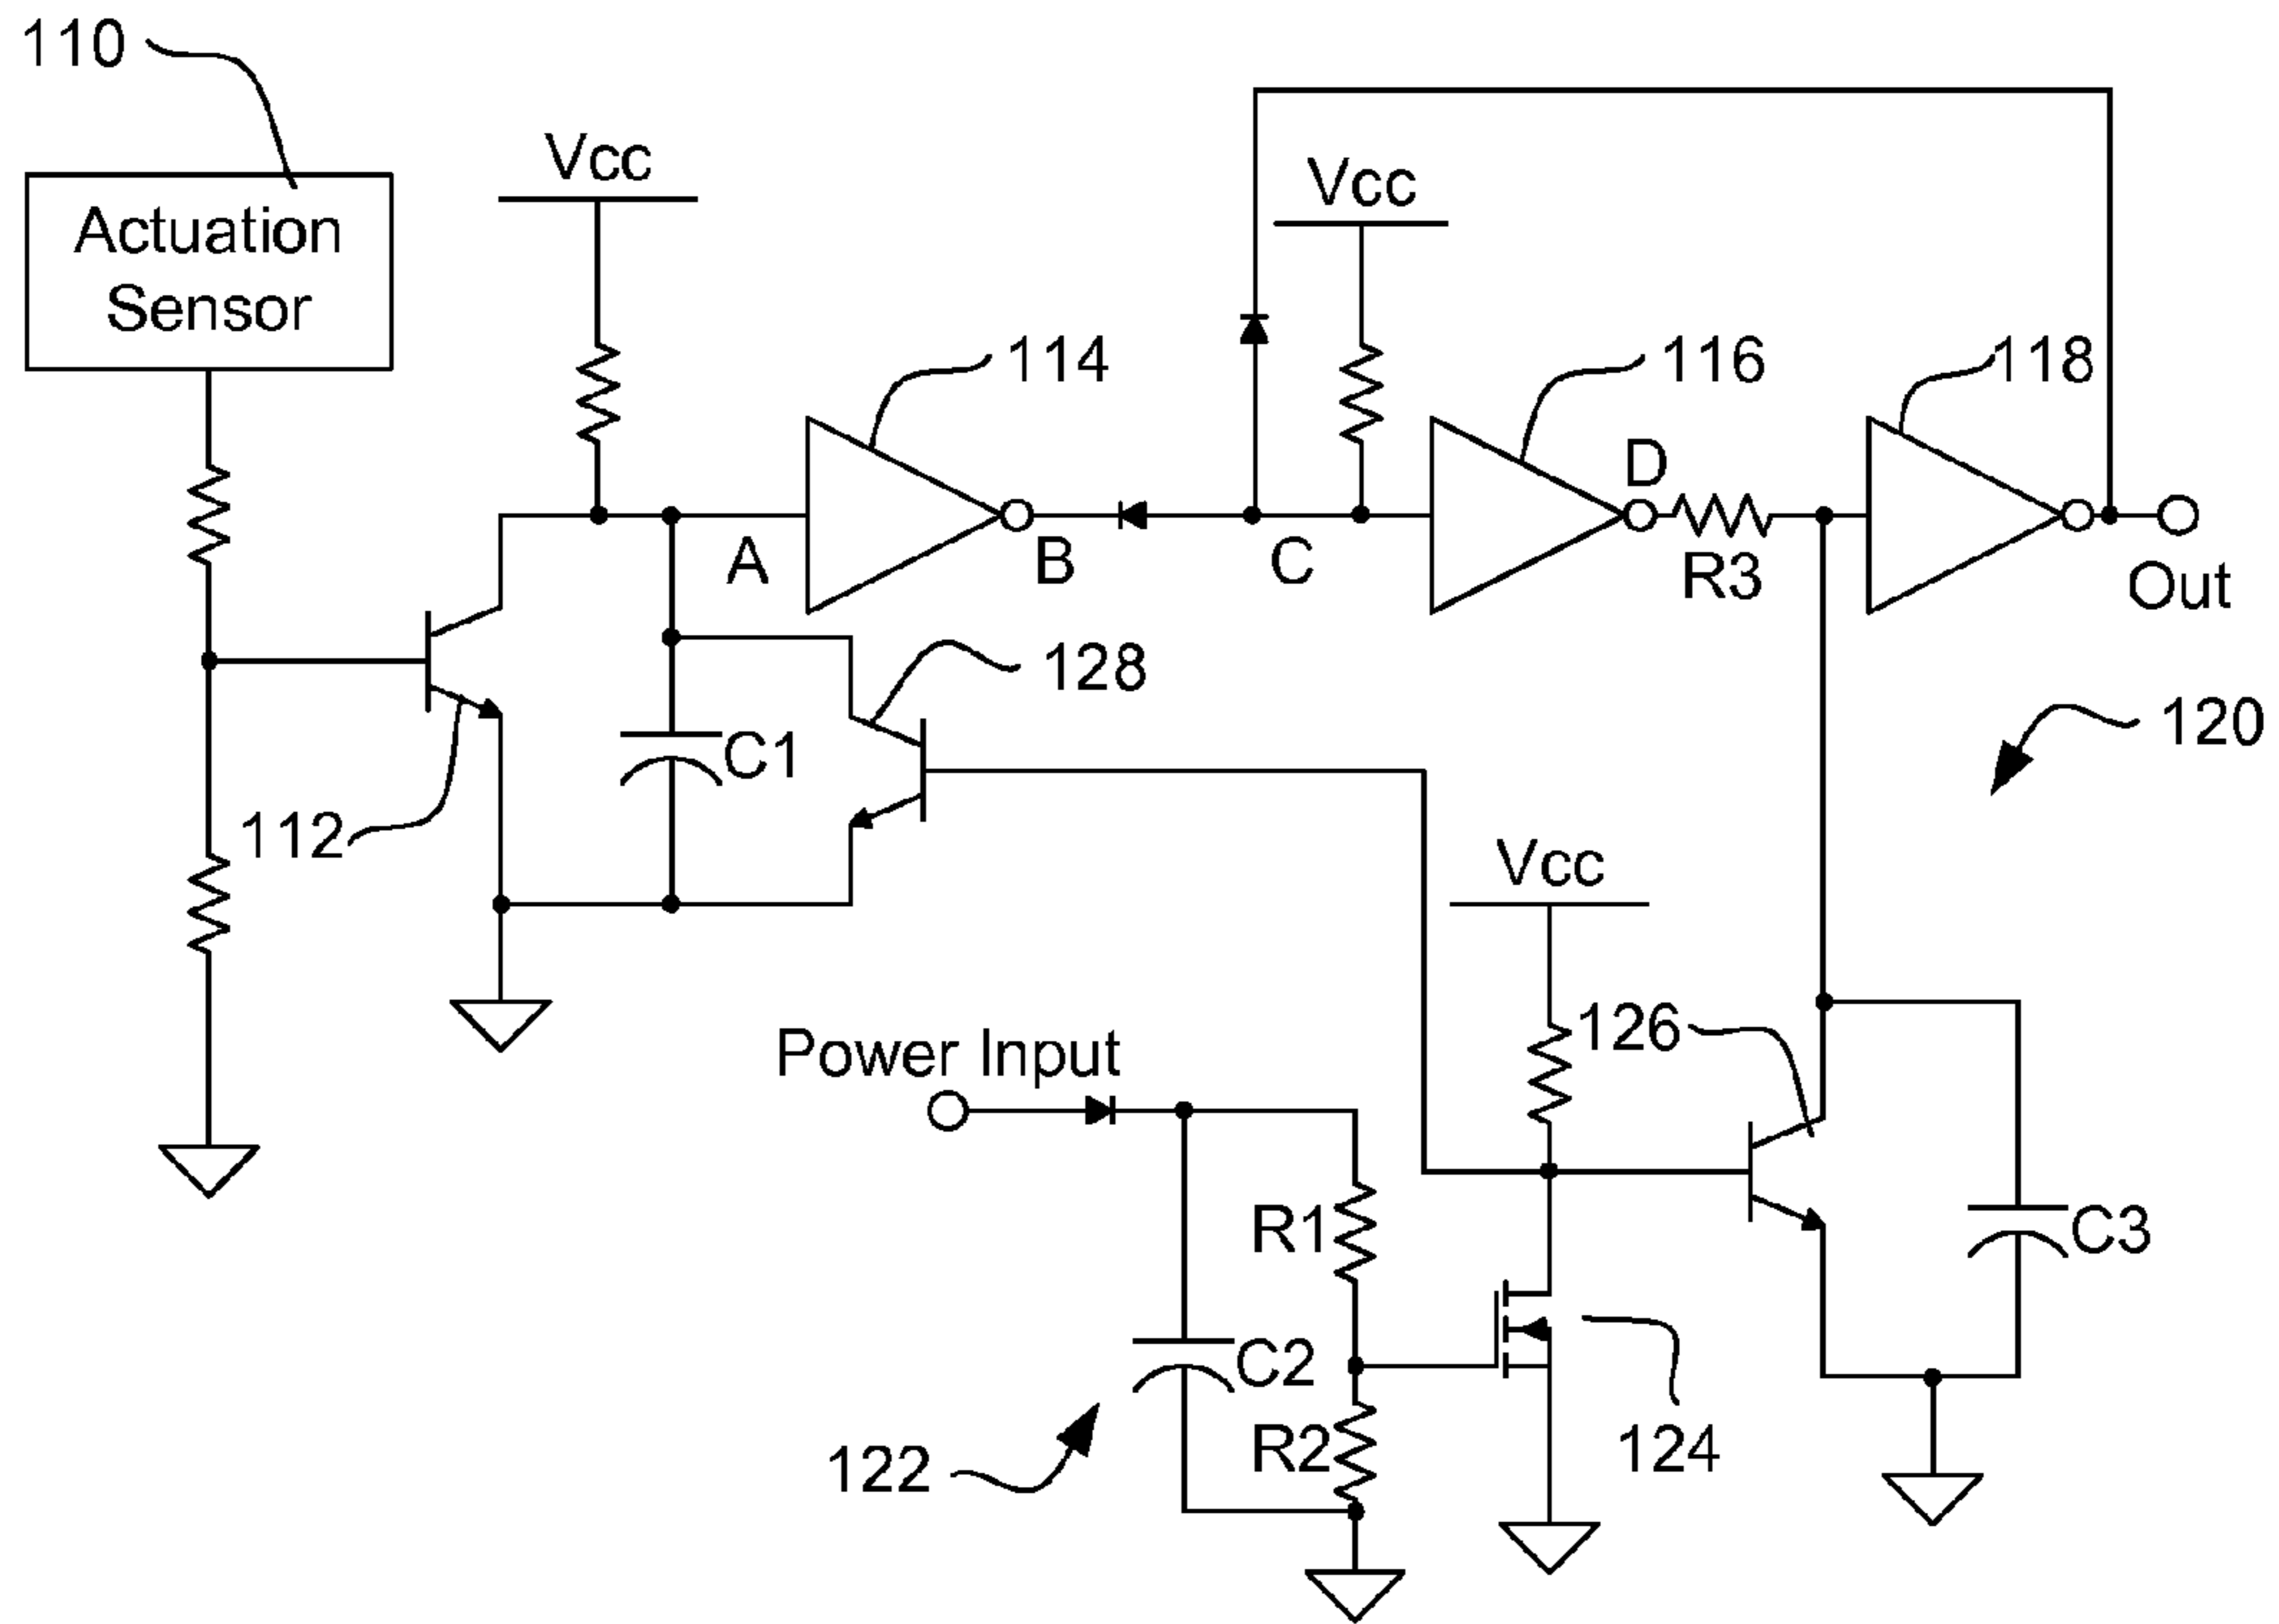 110
Vcc
Vcc
Actuation
Sensor
114
116
118
D
A
B
C
R3
Out
128
120
C1
112
Vcc
126
Power Input
R1
C3
C2
R2
122
124